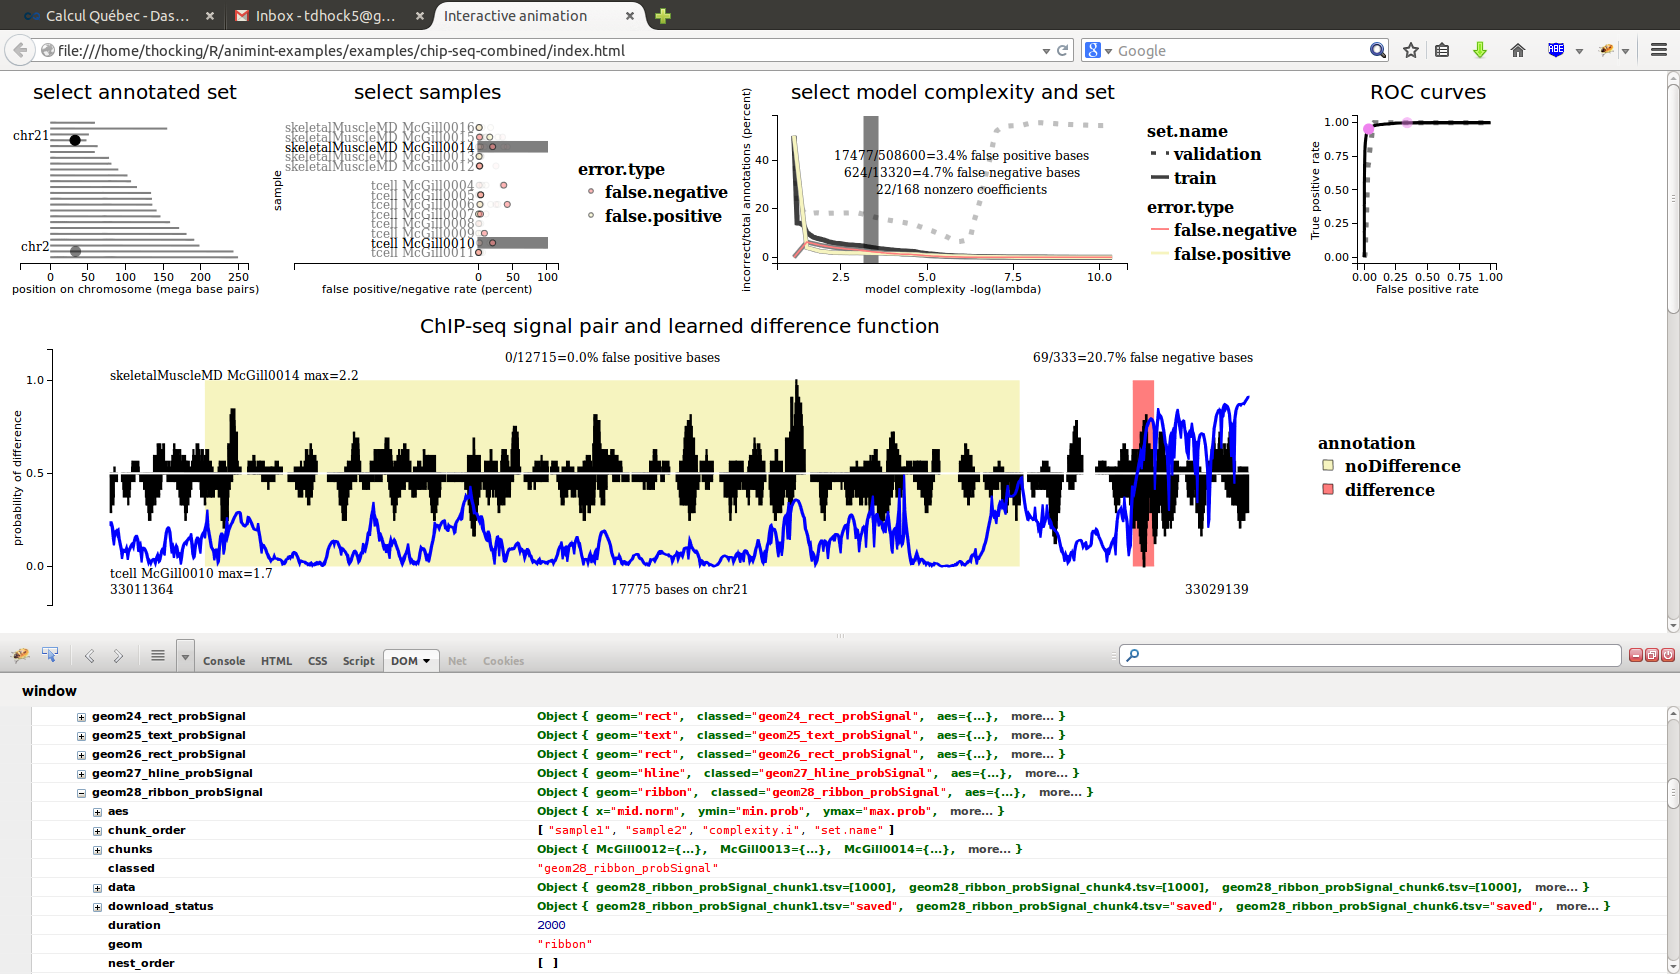 Calcul Québec - Das...
Inbox - tdhock5@g...
Interactive animation
file:///home/thocking/R/animint-examples/examples/chip-seq-combined/index.html
Google
ABE
select annotated set
chr21
chr2
0 50 100 150 200 250
position on chromosome (mega base pairs)
select samples
sample
skeletalMuscleMD McGill0016
skeletalMuscleMD McGill0015
skeletalMuscleMD McGill0014
skeletalMuscleMD McGill0013
skeletalMuscleMD McGill0012
tcell McGill0004
tcell McGill0005
tcell McGill0006
tcell McGill0007
tcell McGill0008
tcell McGill0009
tcell McGill0010
tcell McGill0011
0 50 100
false positive/negative rate (percent)
error.type
false.negative
false.positive
select model complexity and set
incorrect/total annotations (percent)
40
20
0
17477/508600=3.4% false positive bases
624/13320=4.7% false negative bases
22/168 nonzero coefficients
2.5 5.0 7.5 10.0
model complexity -log(lambda)
set.name
validation
train
error.type
false.negative
false.positive
ROC curves
True positive rate
1.00
0.75
0.50
0.25
0.00
0.00 0.25 0.50 0.75 1.00
False positive rate
ChIP-seq signal pair and learned difference function
probability of difference
1.0
0.5
0.0
0/12715=0.0% false positive bases
69/333=20.7% false negative bases
skeletalMuscleMD McGill0014 max=2.2
tcell McGill0010 max=1.7
33011364
17775 bases on chr21
33029139
annotation
noDifference
difference
Console HTML CSS Script DOM Net Cookies
window
geom24_rect_probSignal Object { geom="rect", classed="geom24_rect_probSignal", aes={...}, more... }
geom25_text_probSignal Object { geom="text", classed="geom25_text_probSignal", aes={...}, more... }
geom26_rect_probSignal Object { geom="rect", classed="geom26_rect_probSignal", aes={...}, more... }
geom27_hline_probSignal Object { geom="hline", classed="geom27_hline_probSignal", aes={...}, more... }
geom28_ribbon_probSignal Object { geom="ribbon", classed="geom28_ribbon_probSignal", aes={...}, more... }
aes Object { x="mid.norm", ymin="min.prob", ymax="max.prob", more... }
chunk_order [ "sample1", "sample2", "complexity.i", "set.name" ]
chunks Object { McGill0012={...}, McGill0013={...}, McGill0014={...}, more... }
classed "geom28_ribbon_probSignal"
data Object { geom28_ribbon_probSignal_chunk1.tsv=[1000], geom28_ribbon_probSignal_chunk4.tsv=[1000], geom28_ribbon_probSignal_chunk6.tsv=[1000], more... }
download_status Object { geom28_ribbon_probSignal_chunk1.tsv="saved", geom28_ribbon_probSignal_chunk4.tsv="saved", geom28_ribbon_probSignal_chunk6.tsv="saved", more... }
duration 2000
geom "ribbon"
nest_order [ ]